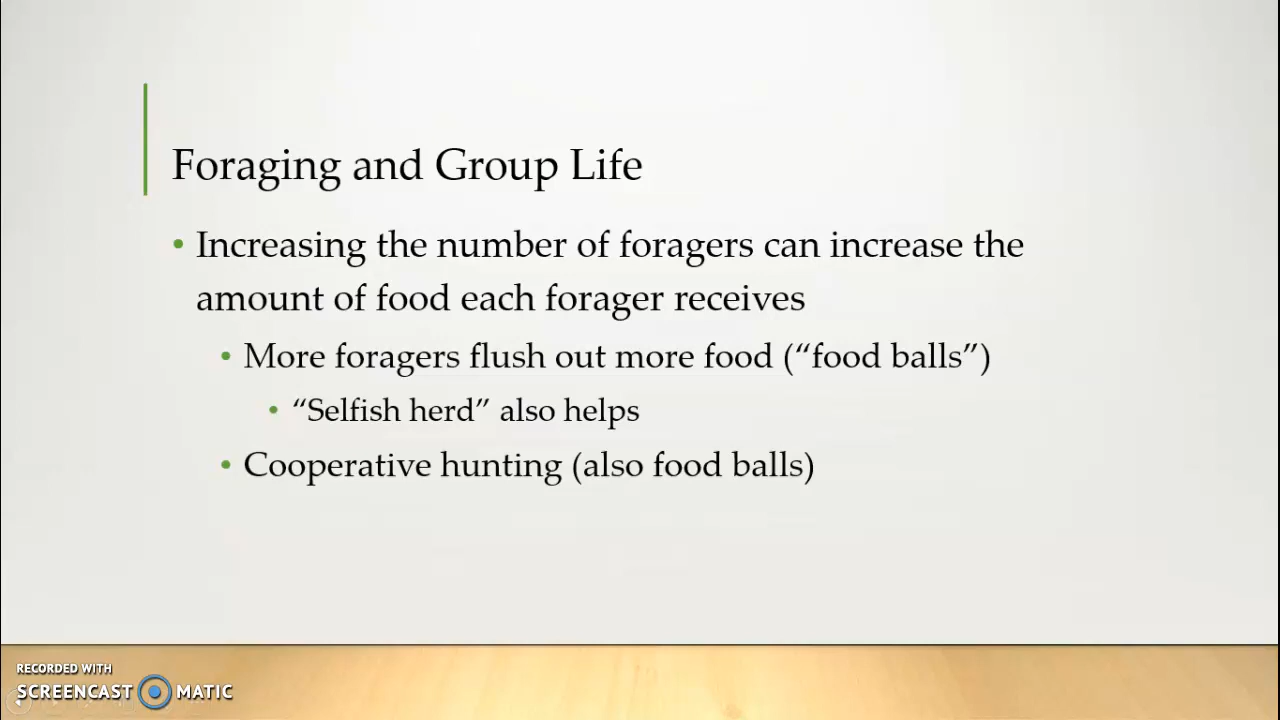 Foraging and Group Life
• Increasing the number of foragers can increase the
amount of food each forager receives
• More foragers flush out more food (“food balls”)
• “Selfish herd” also helps
• Cooperative hunting (also food balls)
RECORDED WITH
SCREENCAST MATIC